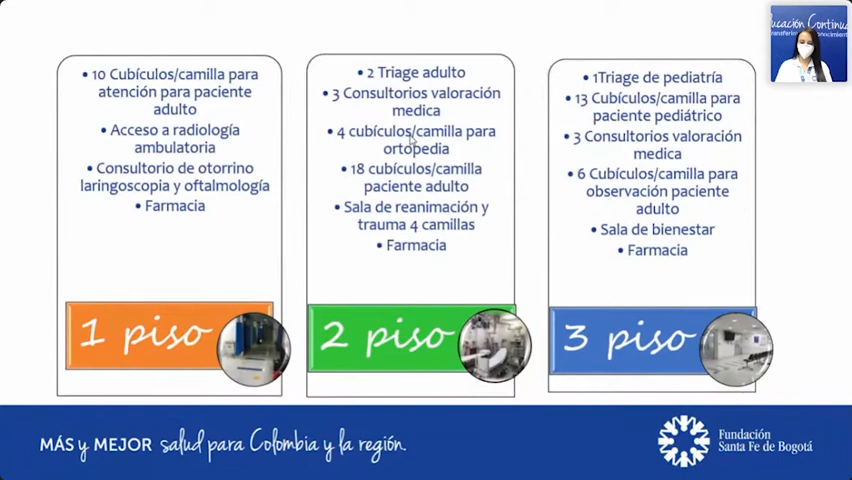 • 10 Cubículos/camilla para
atención para paciente
adulto
• Acceso a radiología
ambulatoria
• Consultorio de otorrino
laringoscopia y oftalmología
• Farmacia
1 piso
• 2 Triage adulto
• 3 Consultorios valoración
medica
• 4 cubículos/camilla para
ortopedia
• 18 cubículos/camilla
paciente adulto
• Sala de reanimación y
trauma 4 camillas
• Farmacia
2 piso
• 1Triage de pediatría
• 13 Cubículos/camilla para
paciente pediátrico
• 3 Consultorios valoración
medica
• 6 Cubículos/camilla para
observación paciente
adulto
• Sala de bienestar
• Farmacia
3 piso
MÁS y MEJOR salud para Colombia y la región.
Fundación
Santa Fe de Bogotá